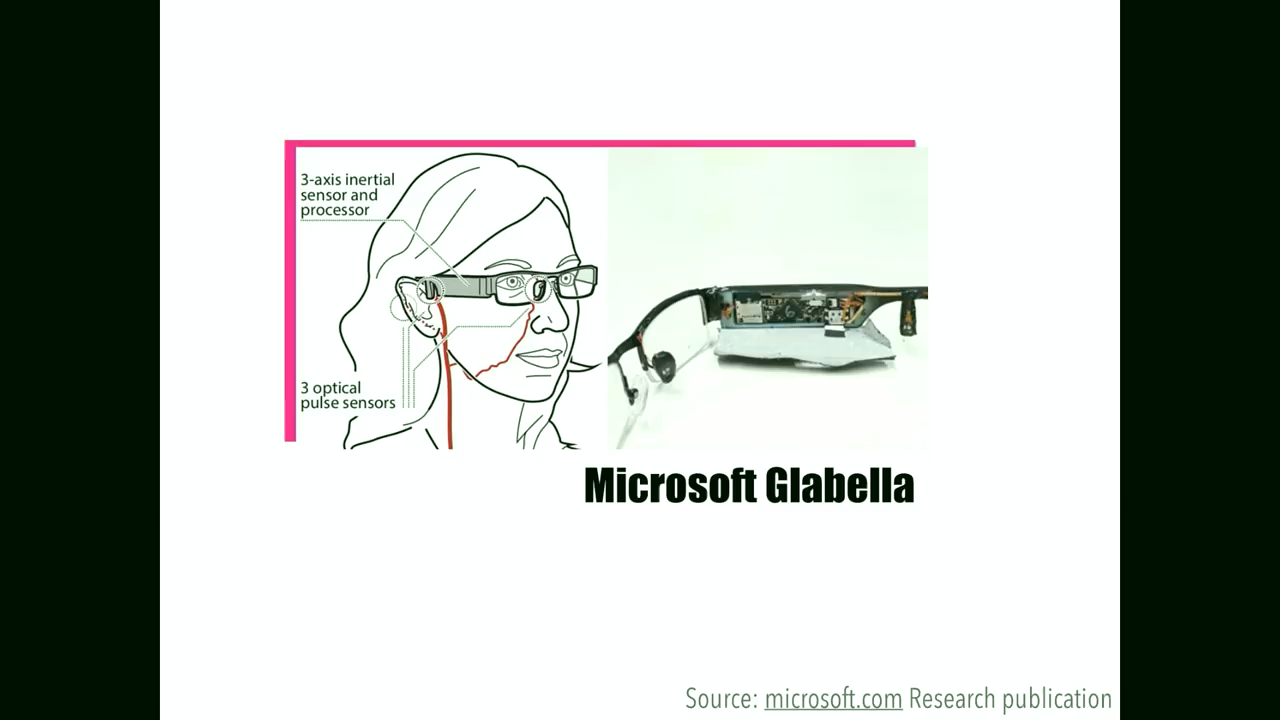 3-axis inertial
sensor and
processor
3 optical
pulse sensors
Microsoft Glabella
Source: microsoft.com Research publication